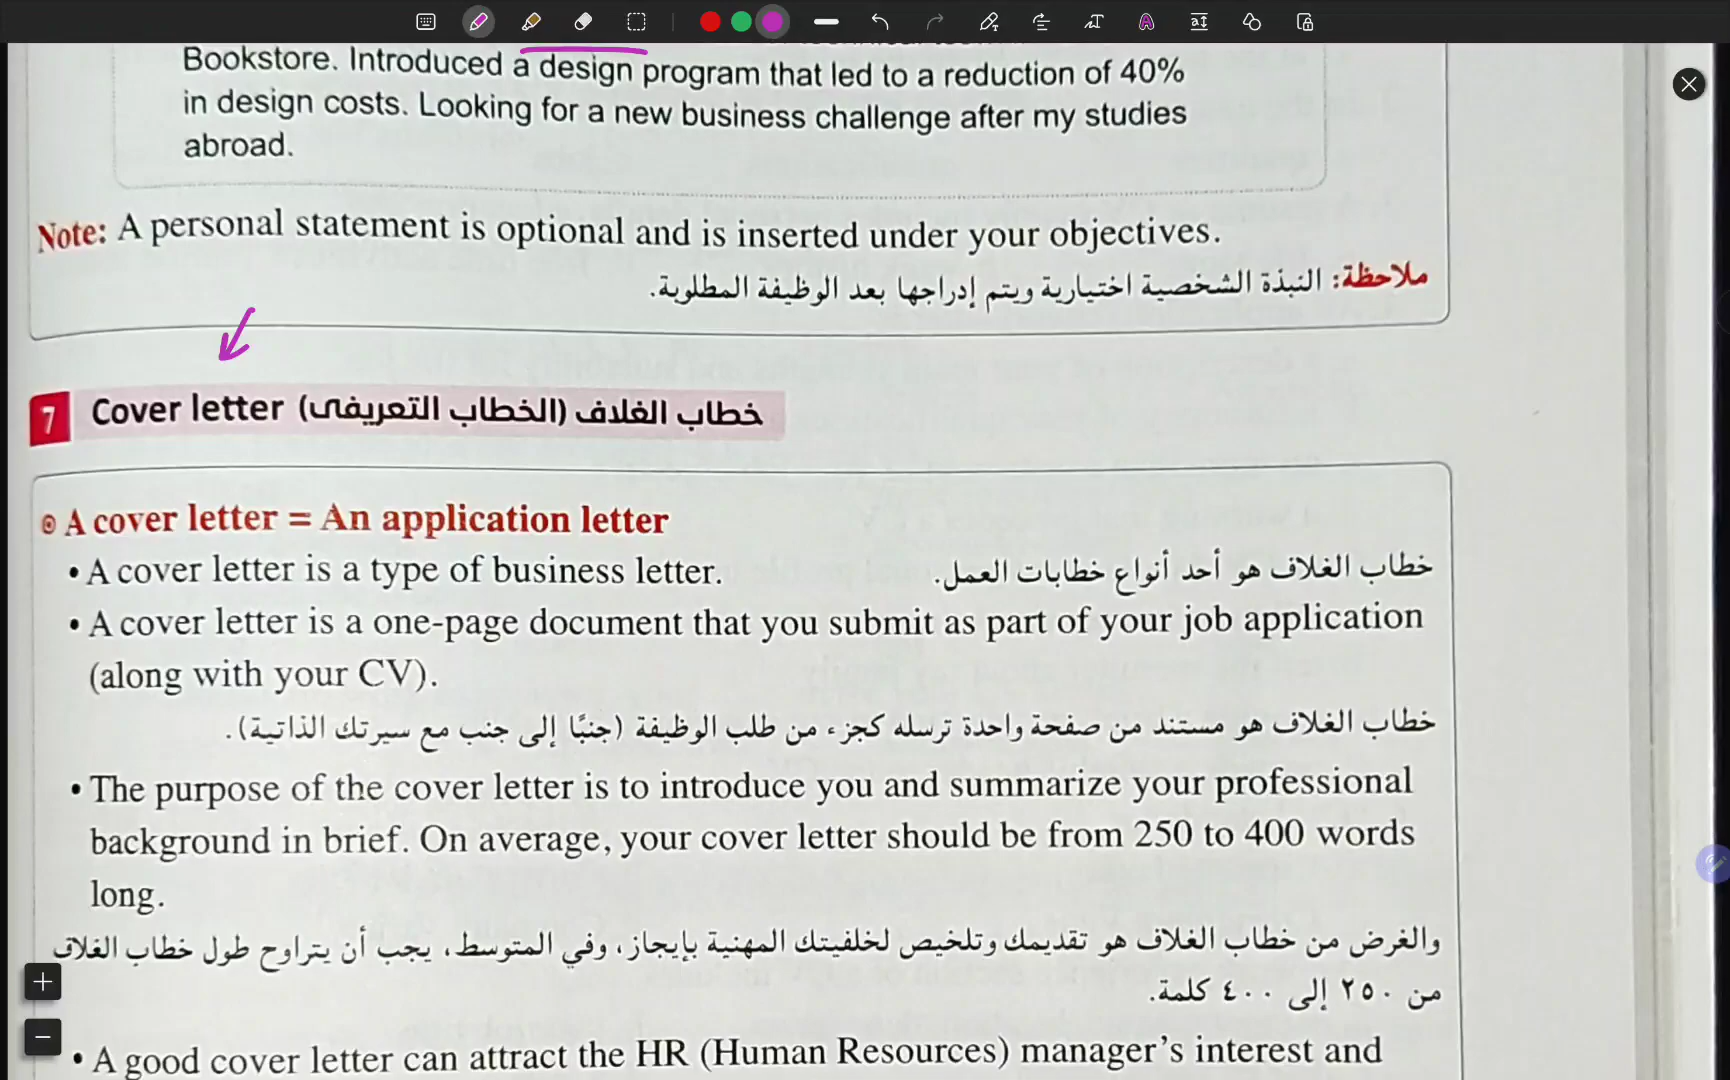 Bookstore. Introduced a design program that led to a reduction of 40%
in design costs. Looking for a new business challenge after my studies
abroad.
Note: A personal statement is optional and is inserted under your objectives.
ملاحظة: النبذة الشخصية اختيارية ويتم إدراجها بعد الوظيفة المطلوبة.
7 Cover letter خطاب الغلاف (الخطاب التعريفى)
A cover letter = An application letter
• A cover letter is a type of business letter. خطاب الغلاف هو أحد أنواع خطابات العمل.
• A cover letter is a one-page document that you submit as part of your job application
(along with your CV).
خطاب الغلاف هو مستند من صفحة واحدة ترسله كجزء من طلب الوظيفة (جنبًا إلى جنب مع سيرتك الذاتية).
• The purpose of the cover letter is to introduce you and summarize your professional
background in brief. On average, your cover letter should be from 250 to 400 words
long.
والغرض من خطاب الغلاف هو تقديمك وتلخيص لخلفيتك المهنية بإيجاز، وفي المتوسط، يجب أن يتراوح طول خطاب الغلاف
من ٢٥٠ إلى ٤٠٠ كلمة.
• A good cover letter can attract the HR (Human Resources) manager's interest and